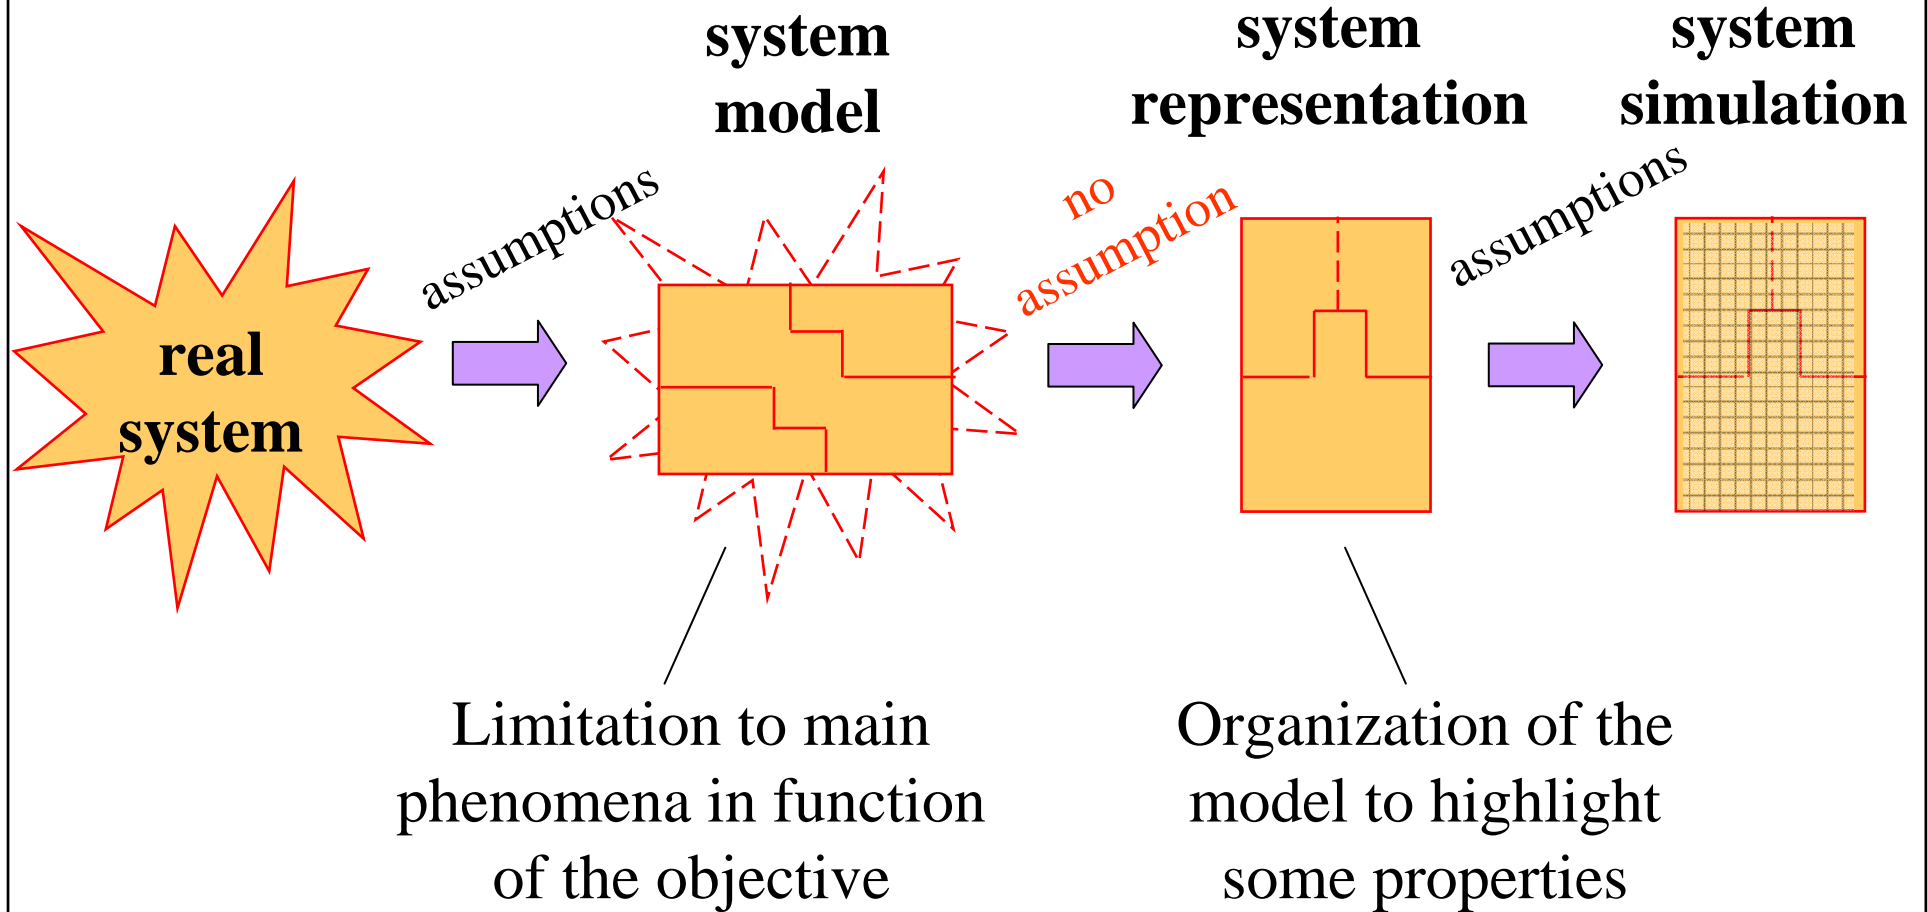 system
model
system
representation
system
simulation
assumptions
no
assumption
assumptions
real
system
Limitation to main
phenomena in function
of the objective
Organization of the
model to highlight
some properties